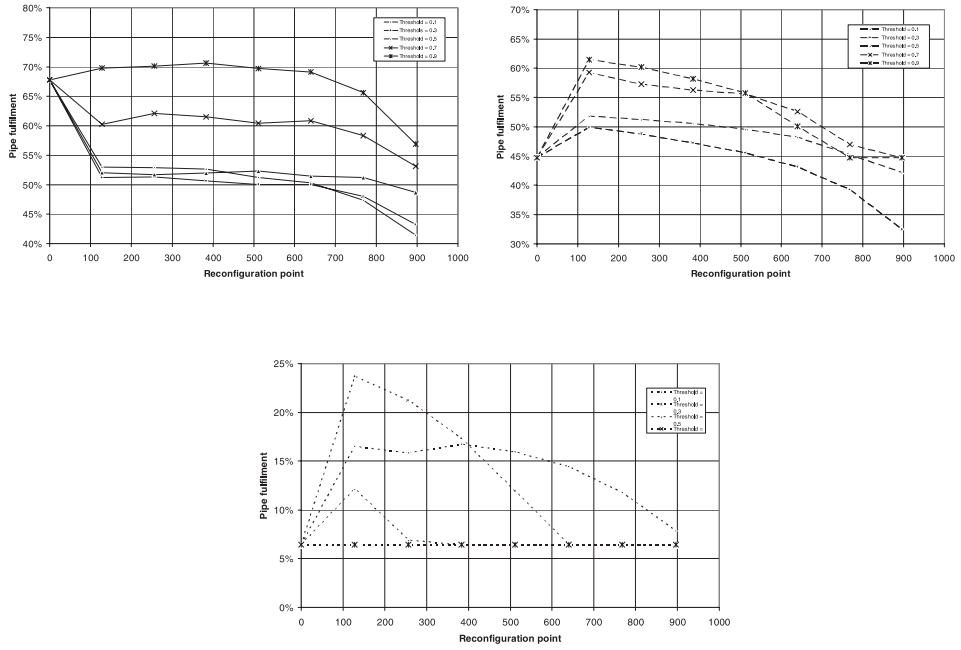 80%
75%
70%
65%
60%
55%
50%
45%
40%
Pipe fulfillment
0 100 200 300 400 500 600 700 800 900 1000
Reconfiguration point
Threshold = 0.1
Threshold = 0.3
Threshold = 0.5
Threshold = 0.7
Threshold = 0.9
70%
65%
60%
55%
50%
45%
40%
35%
30%
Pipe fulfillment
0 100 200 300 400 500 600 700 800 900 1000
Reconfiguration point
Threshold = 0.1
Threshold = 0.3
Threshold = 0.5
Threshold = 0.7
Threshold = 0.9
25%
20%
15%
10%
5%
0%
Pipe fulfillment
0 100 200 300 400 500 600 700 800 900 1000
Reconfiguration point
Threshold =
0.1
Threshold =
0.3
Threshold =
0.5
Threshold =